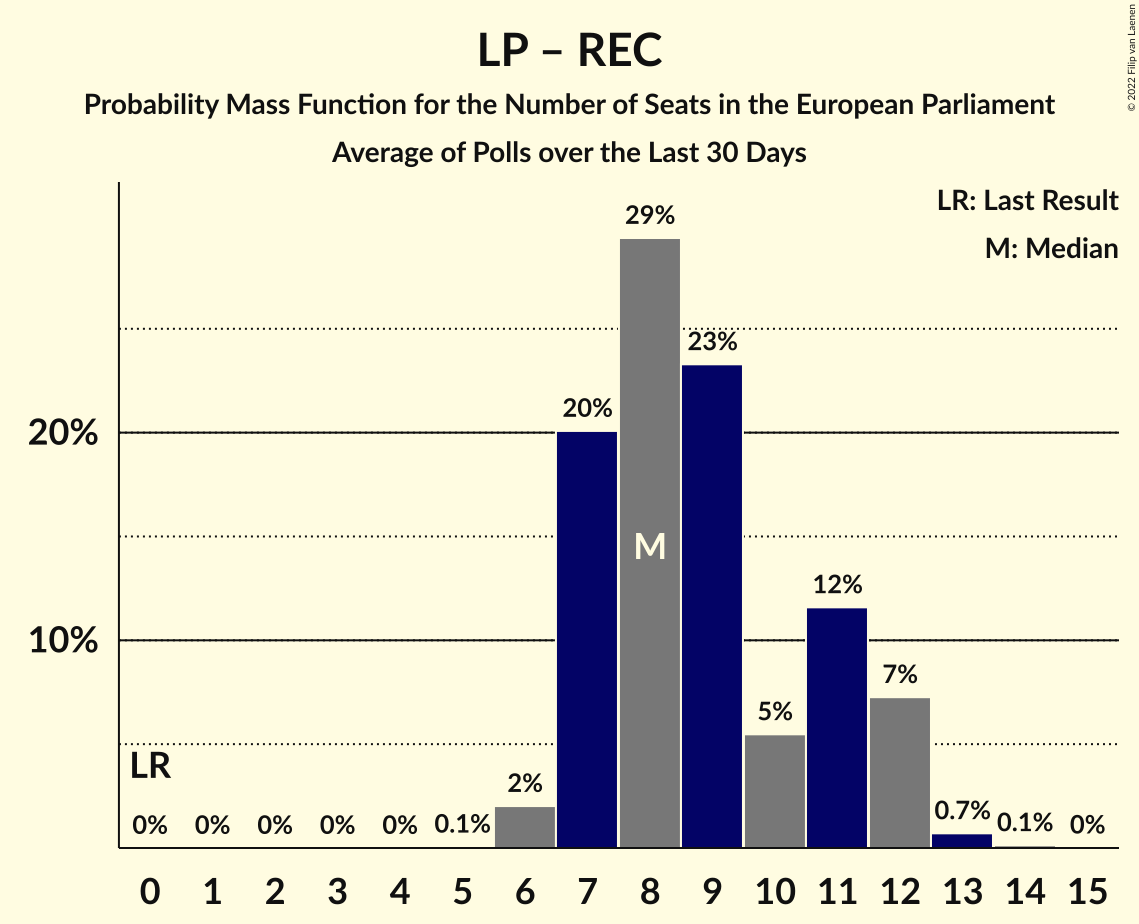 LP – REC
Probability Mass Function for the Number of Seats in the European Parliament
Average of Polls over the Last 30 Days
© 2022 Filip van Laenen
LR: Last Result
M: Median
29%
23%
20%
20%
M
12%
10%
7%
5%
LR
2%
0% 0% 0% 0% 0% 0.1% 0.7% 0.1% 0%
0 1 2 3 4 5 6 7 8 9 10 11 12 13 14 15